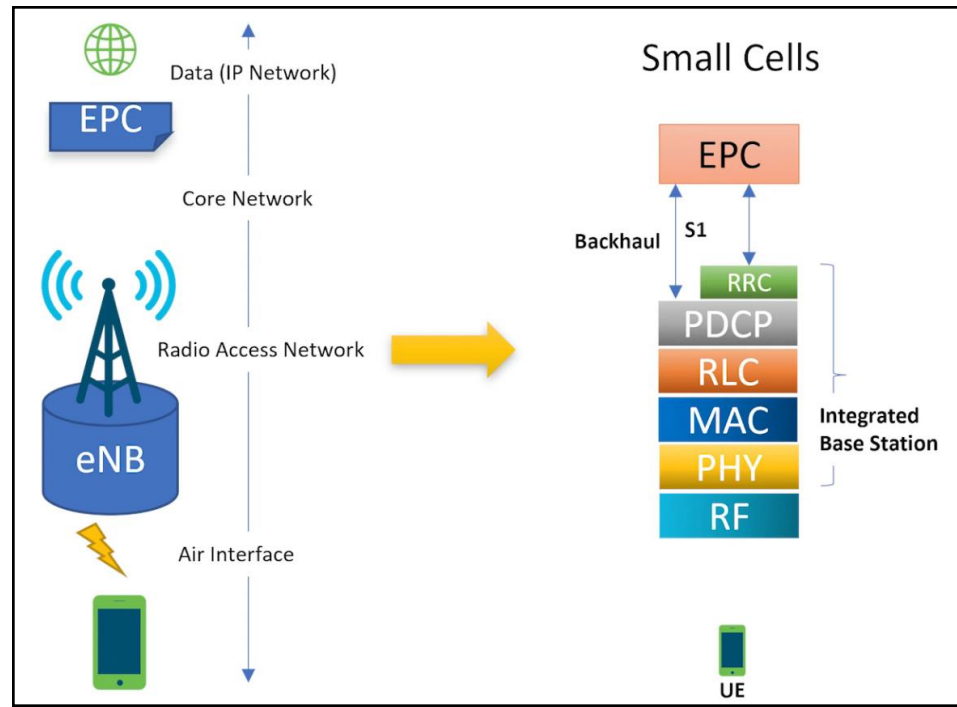 Data (IP Network)
EPC
Core Network
Radio Access Network
eNB
Air Interface
Small Cells
EPC
Backhaul
S1
RRC
PDCP
RLC
MAC
PHY
RF
Integrated
Base Station
UE